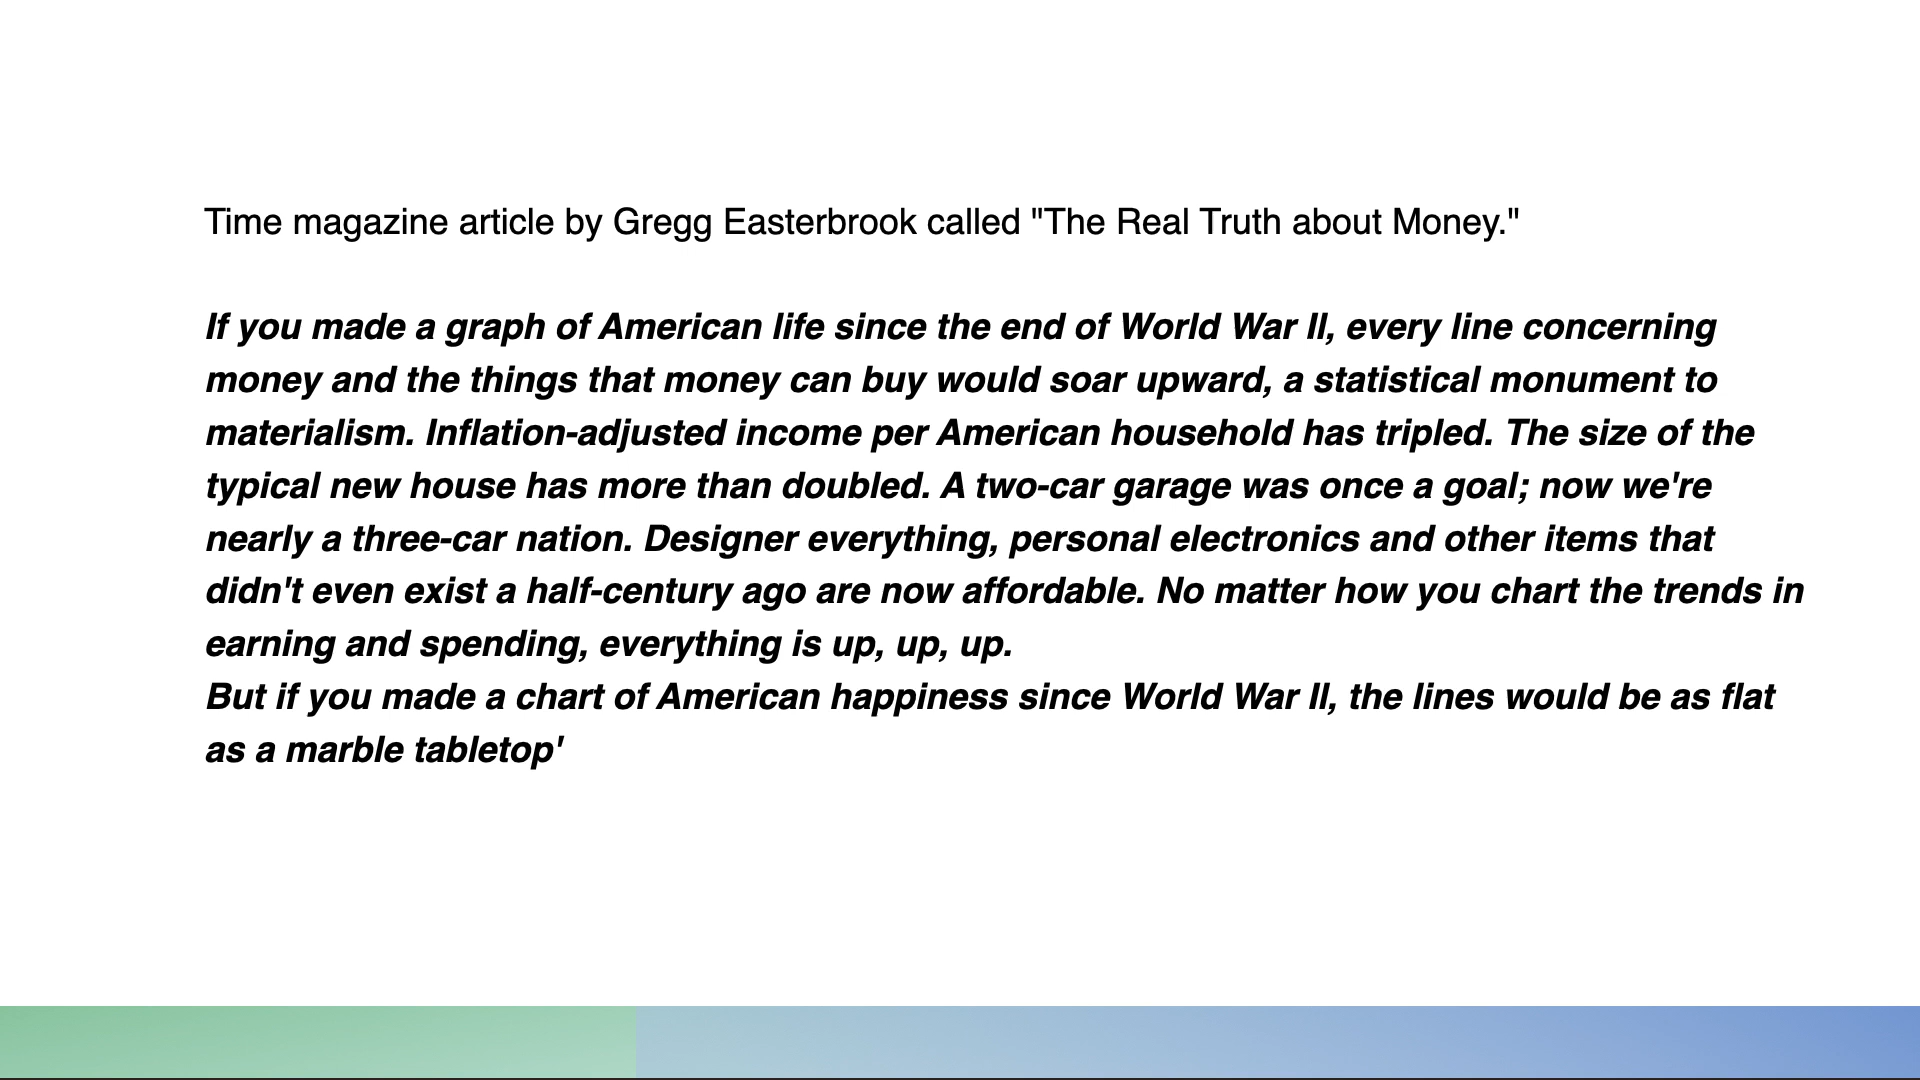 Time magazine article by Gregg Easterbrook called "The Real Truth about Money."
If you made a graph of American life since the end of World War II, every line concerning
money and the things that money can buy would soar upward, a statistical monument to
materialism. Inflation-adjusted income per American household has tripled. The size of the
typical new house has more than doubled. A two-car garage was once a goal; now we're
nearly a three-car nation. Designer everything, personal electronics and other items that
didn't even exist a half-century ago are now affordable. No matter how you chart the trends in
earning and spending, everything is up, up, up.
But if you made a chart of American happiness since World War II, the lines would be as flat
as a marble tabletop'